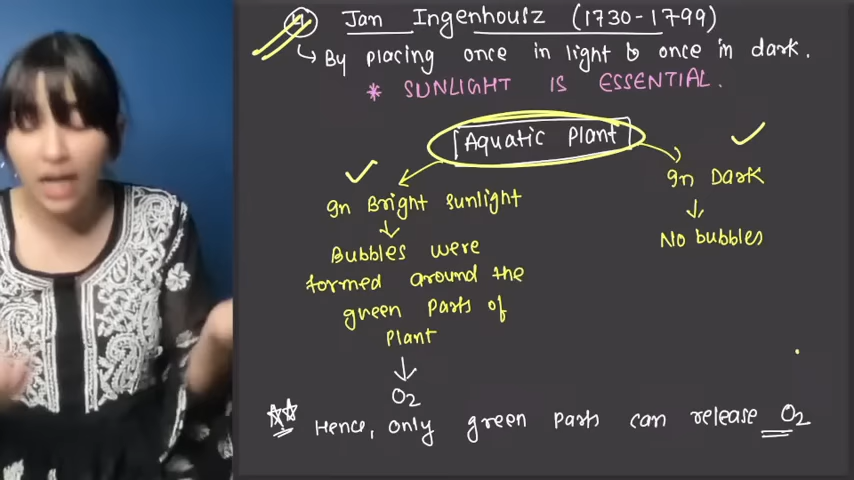 4 Jan Ingenhousz (1730-1799)
By placing once in light & once in dark.
* SUNLIGHT IS ESSENTIAL.
Aquatic Plant
In Bright Sunlight
Bubbles were
formed around the
green parts of
Plant
O2
In Dark
No bubbles
Hence, only green parts can release O2